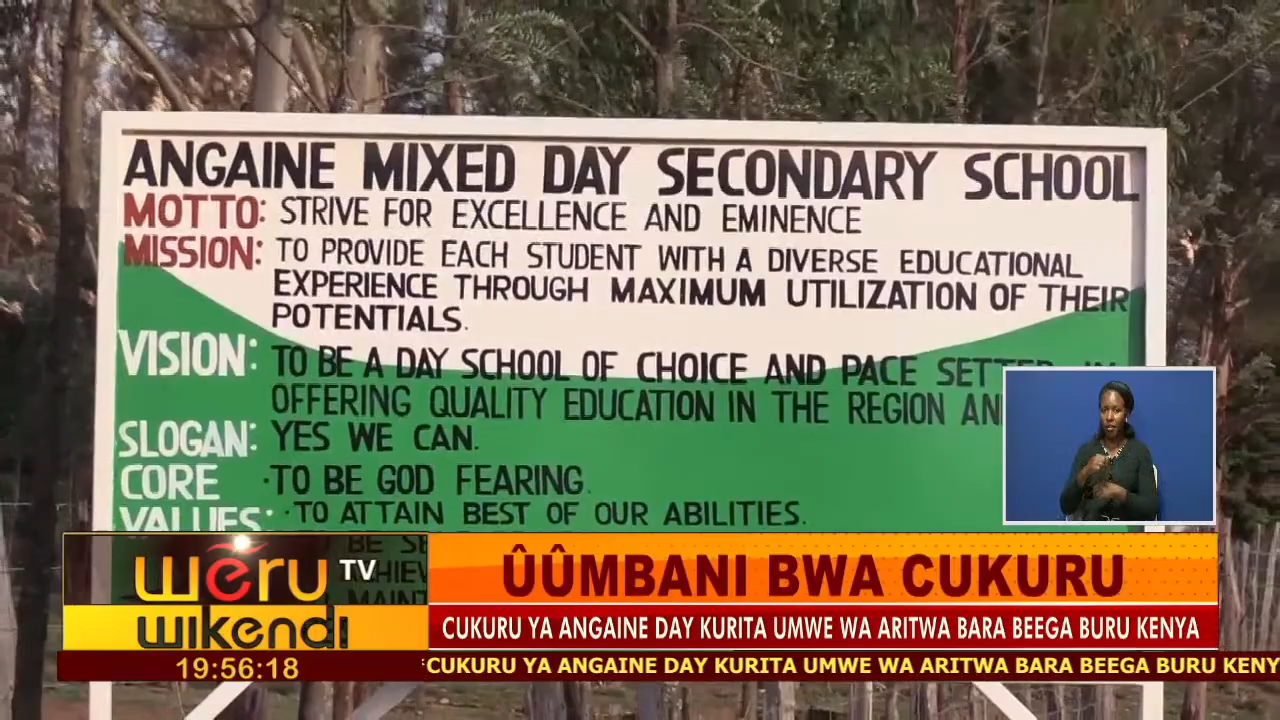 ANGAINE MIXED DAY SECONDARY SCHOOL
MOTTO: STRIVE FOR EXCELLENCE AND EMINENCE
MISSION: TO PROVIDE EACH STUDENT WITH A DIVERSE EDUCATIONAL
EXPERIENCE THROUGH MAXIMUM UTILIZATION OF THEIR
POTENTIALS.
VISION: TO BE A DAY SCHOOL OF CHOICE AND PACE
OFFERING QUALITY EDUCATION IN THE REGION
SLOGAN: YES WE CAN.
CORE ·TO BE GOD FEARING.
VALUES: ·TO ATTAIN BEST OF OUR ABILITIES.
weru TV
wikendi
19:56:18
ÛÛMBANI BWA CUKURU
CUKURU YA ANGAINE DAY KURITA UMWE WA ARITWA BARA BEEGA BURU KENYA
*CUKURU YA ANGAINE DAY KURITA UMWE WA ARITWA BARA BEEGA BURU KENY